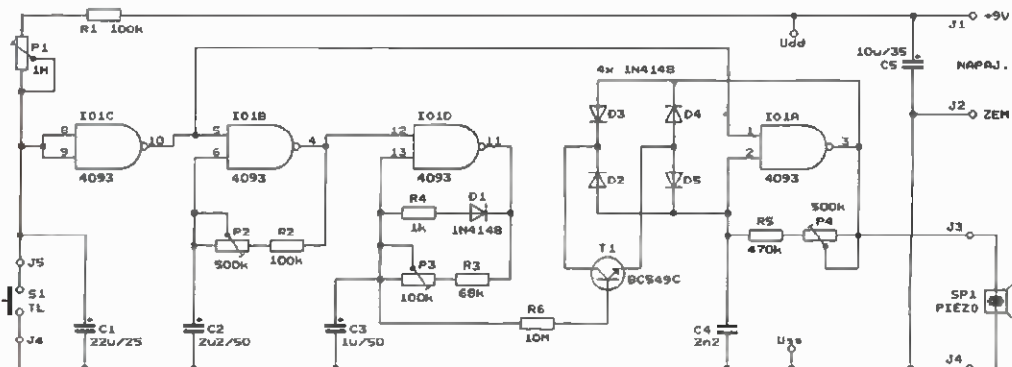 R1 100k
J1 +9V
P1
1M
Udd
10u/35
C5
NAPAJ.
4x 1N4148
J2 ZEM
IO1C
IO1B
IO1D
D3
D4
IO1A
8
9
10
5
6
4
12
13
11
1
2
3
4093
4093
4093
4093
D2
D5
R4
1k
D1
1N4148
P2
500k
R2
100k
P3
100k
R3
68k
T1
BC549C
R5
470k
500k
P4
J3
J5
S1
TL
J4
C1
22u/25
C2
2u2/50
C3
1u/50
R6
10M
C4
2n2
Uss
SP1
PIEZO
J4